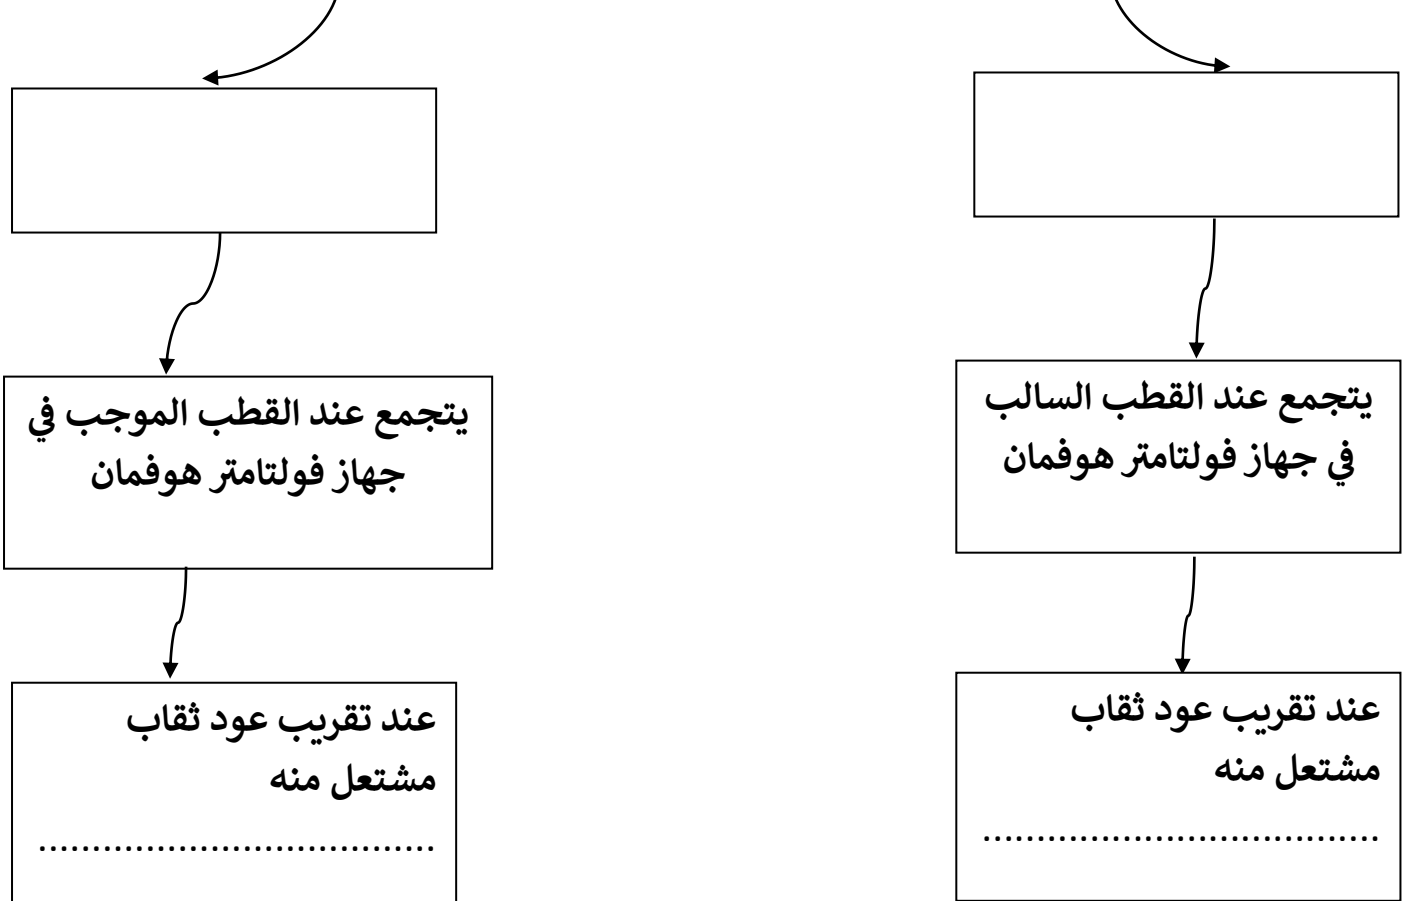 يتجمع عند القطب السالب
في جهاز فولتامتر هوفمان
يتجمع عند القطب الموجب في
جهاز فولتامتر هوفمان
عند تقريب عود ثقاب
مشتعل منه
....................................
عند تقريب عود ثقاب
مشتعل منه
....................................